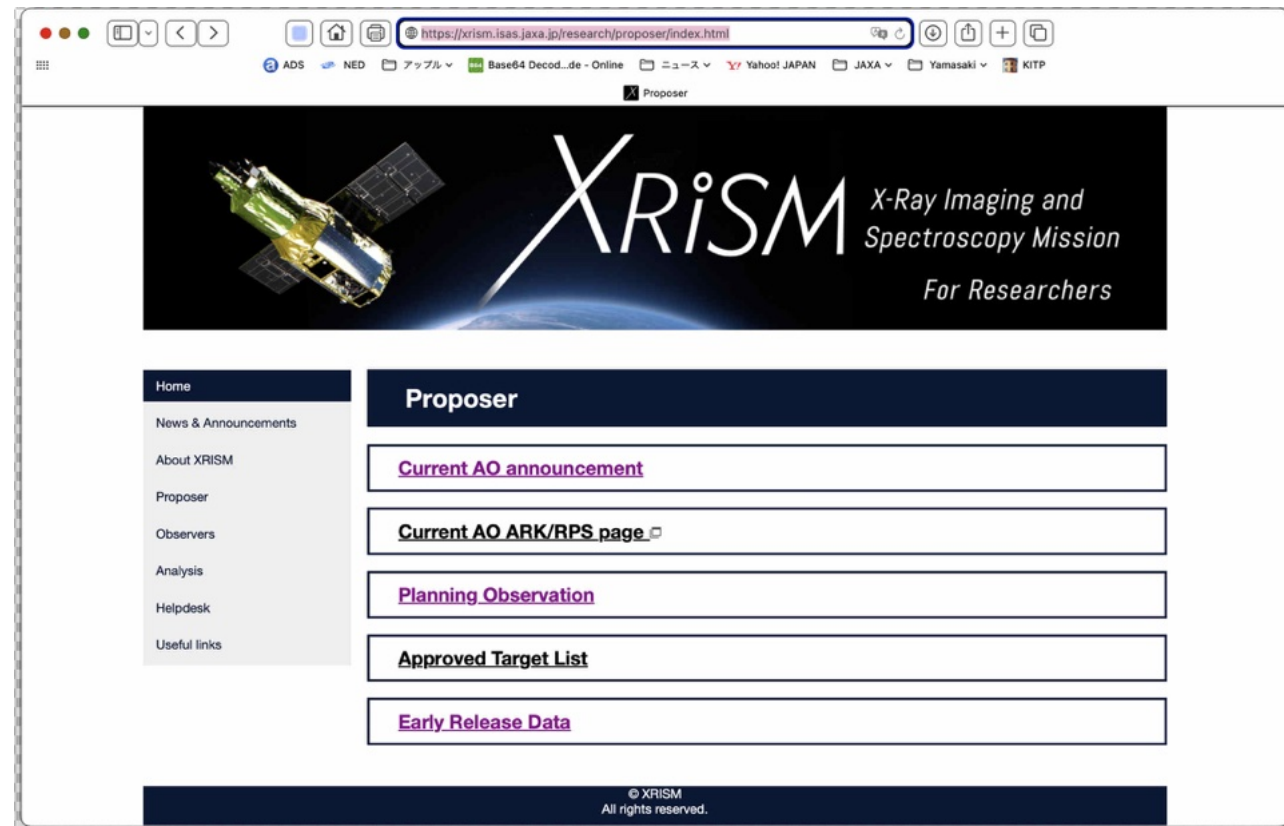 https://xrism.isas.jaxa.jp/research/proposer/index.html
ADS NED アップル Base64 Decod...de - Online ニュース Yahoo! JAPAN JAXA Yamasaki KITP
Proposer
XRiSM
X-Ray Imaging and
Spectroscopy Mission
For Researchers
Home
News & Announcements
About XRISM
Proposer
Observers
Analysis
Helpdesk
Useful links
Proposer
Current AO announcement
Current AO ARK/RPS page
Planning Observation
Approved Target List
Early Release Data
© XRISM
All rights reserved.